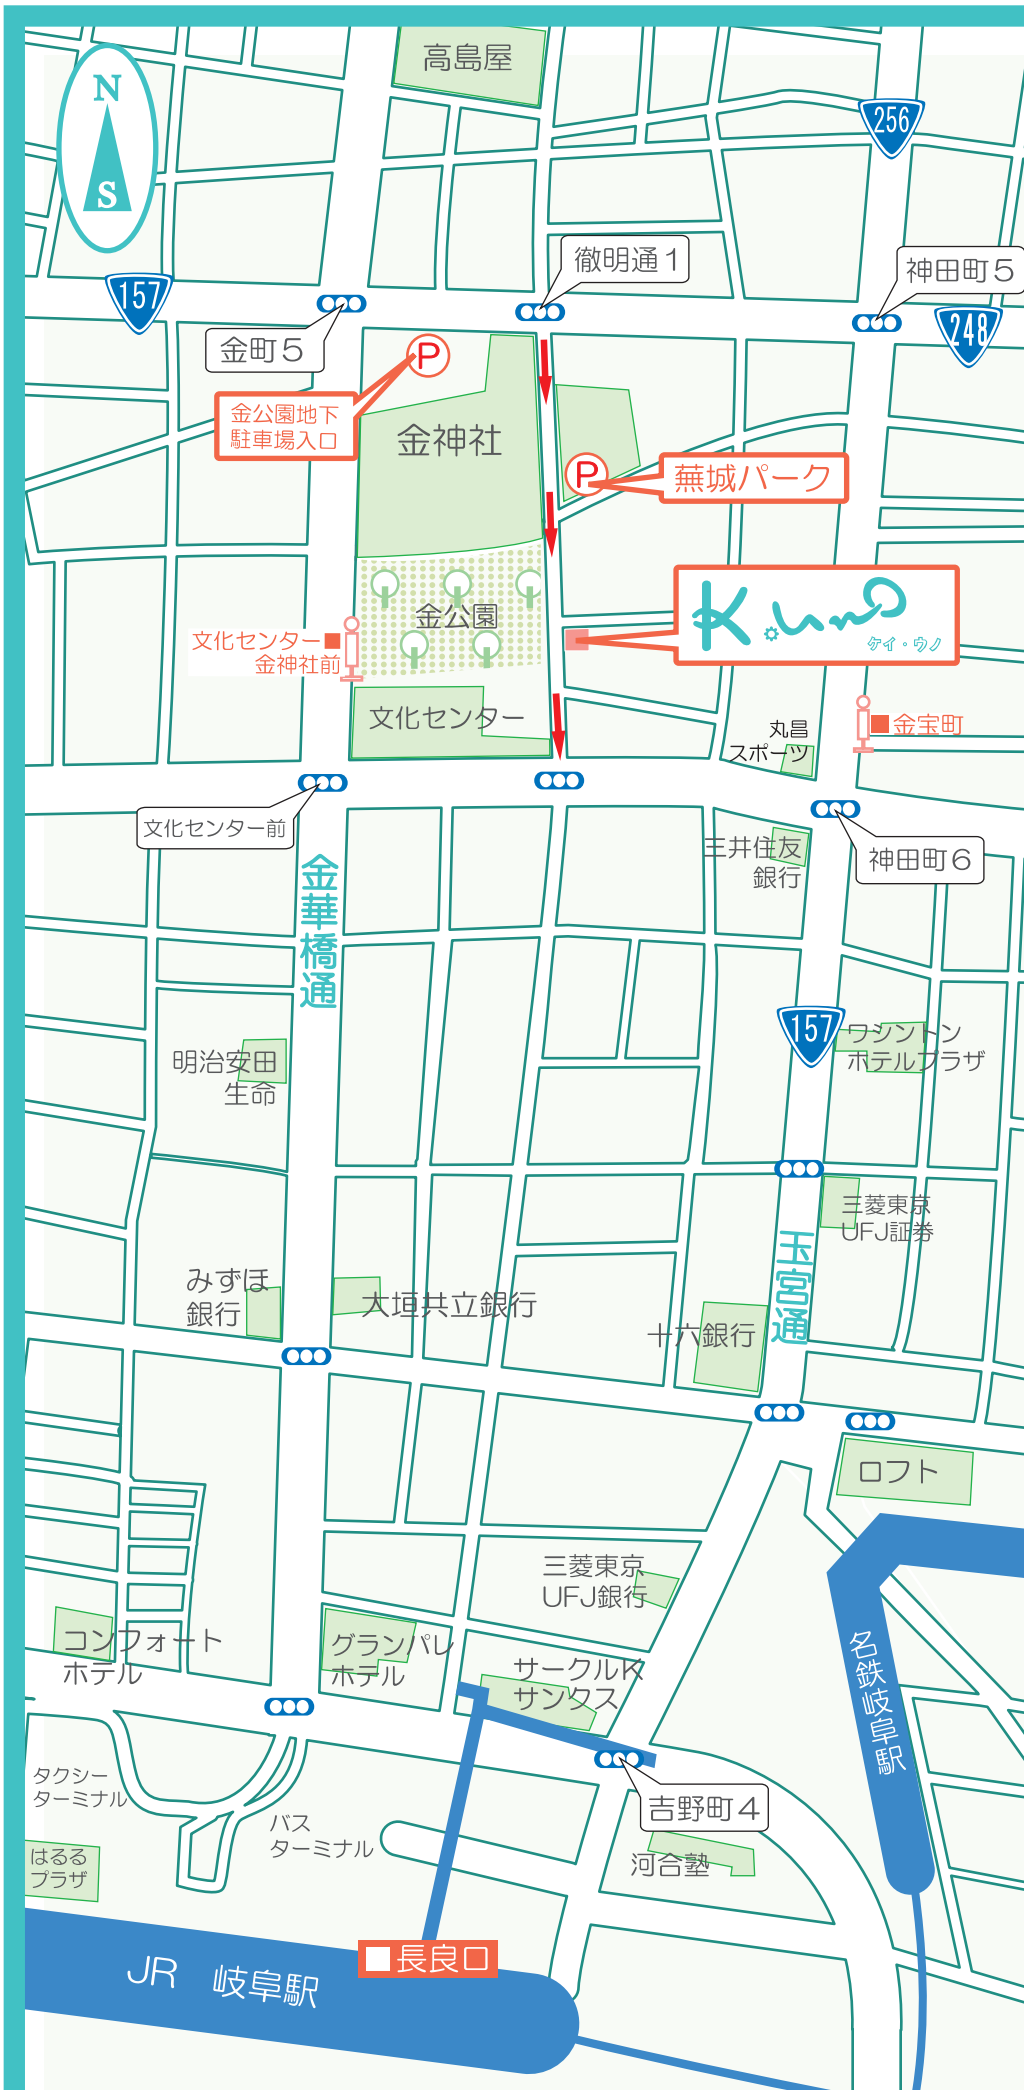 高島屋
N
256
S
徹明通1
神田町5
157
248
金町5
P
金公園地下
駐車場入口
金神社
P
蕪城パーク
K.uno
ケイ・ウノ
金公園
文化センター
金神社前
文化センター
丸昌
スポーツ
金宝町
文化センター前
三井住友
銀行
神田町6
金華橋通
157
ワシントン
ホテルプラザ
明治安田
生命
三菱東京
UFJ証券
玉宮通
みずほ
銀行
大垣共立銀行
十六銀行
ロフト
三菱東京
UFJ銀行
コンフォート
ホテル
グランパレ
ホテル
サークルK
サンクス
名鉄岐阜駅
タクシー
ターミナル
バス
ターミナル
吉野町4
はるる
プラザ
河合塾
長良口
JR 岐阜駅